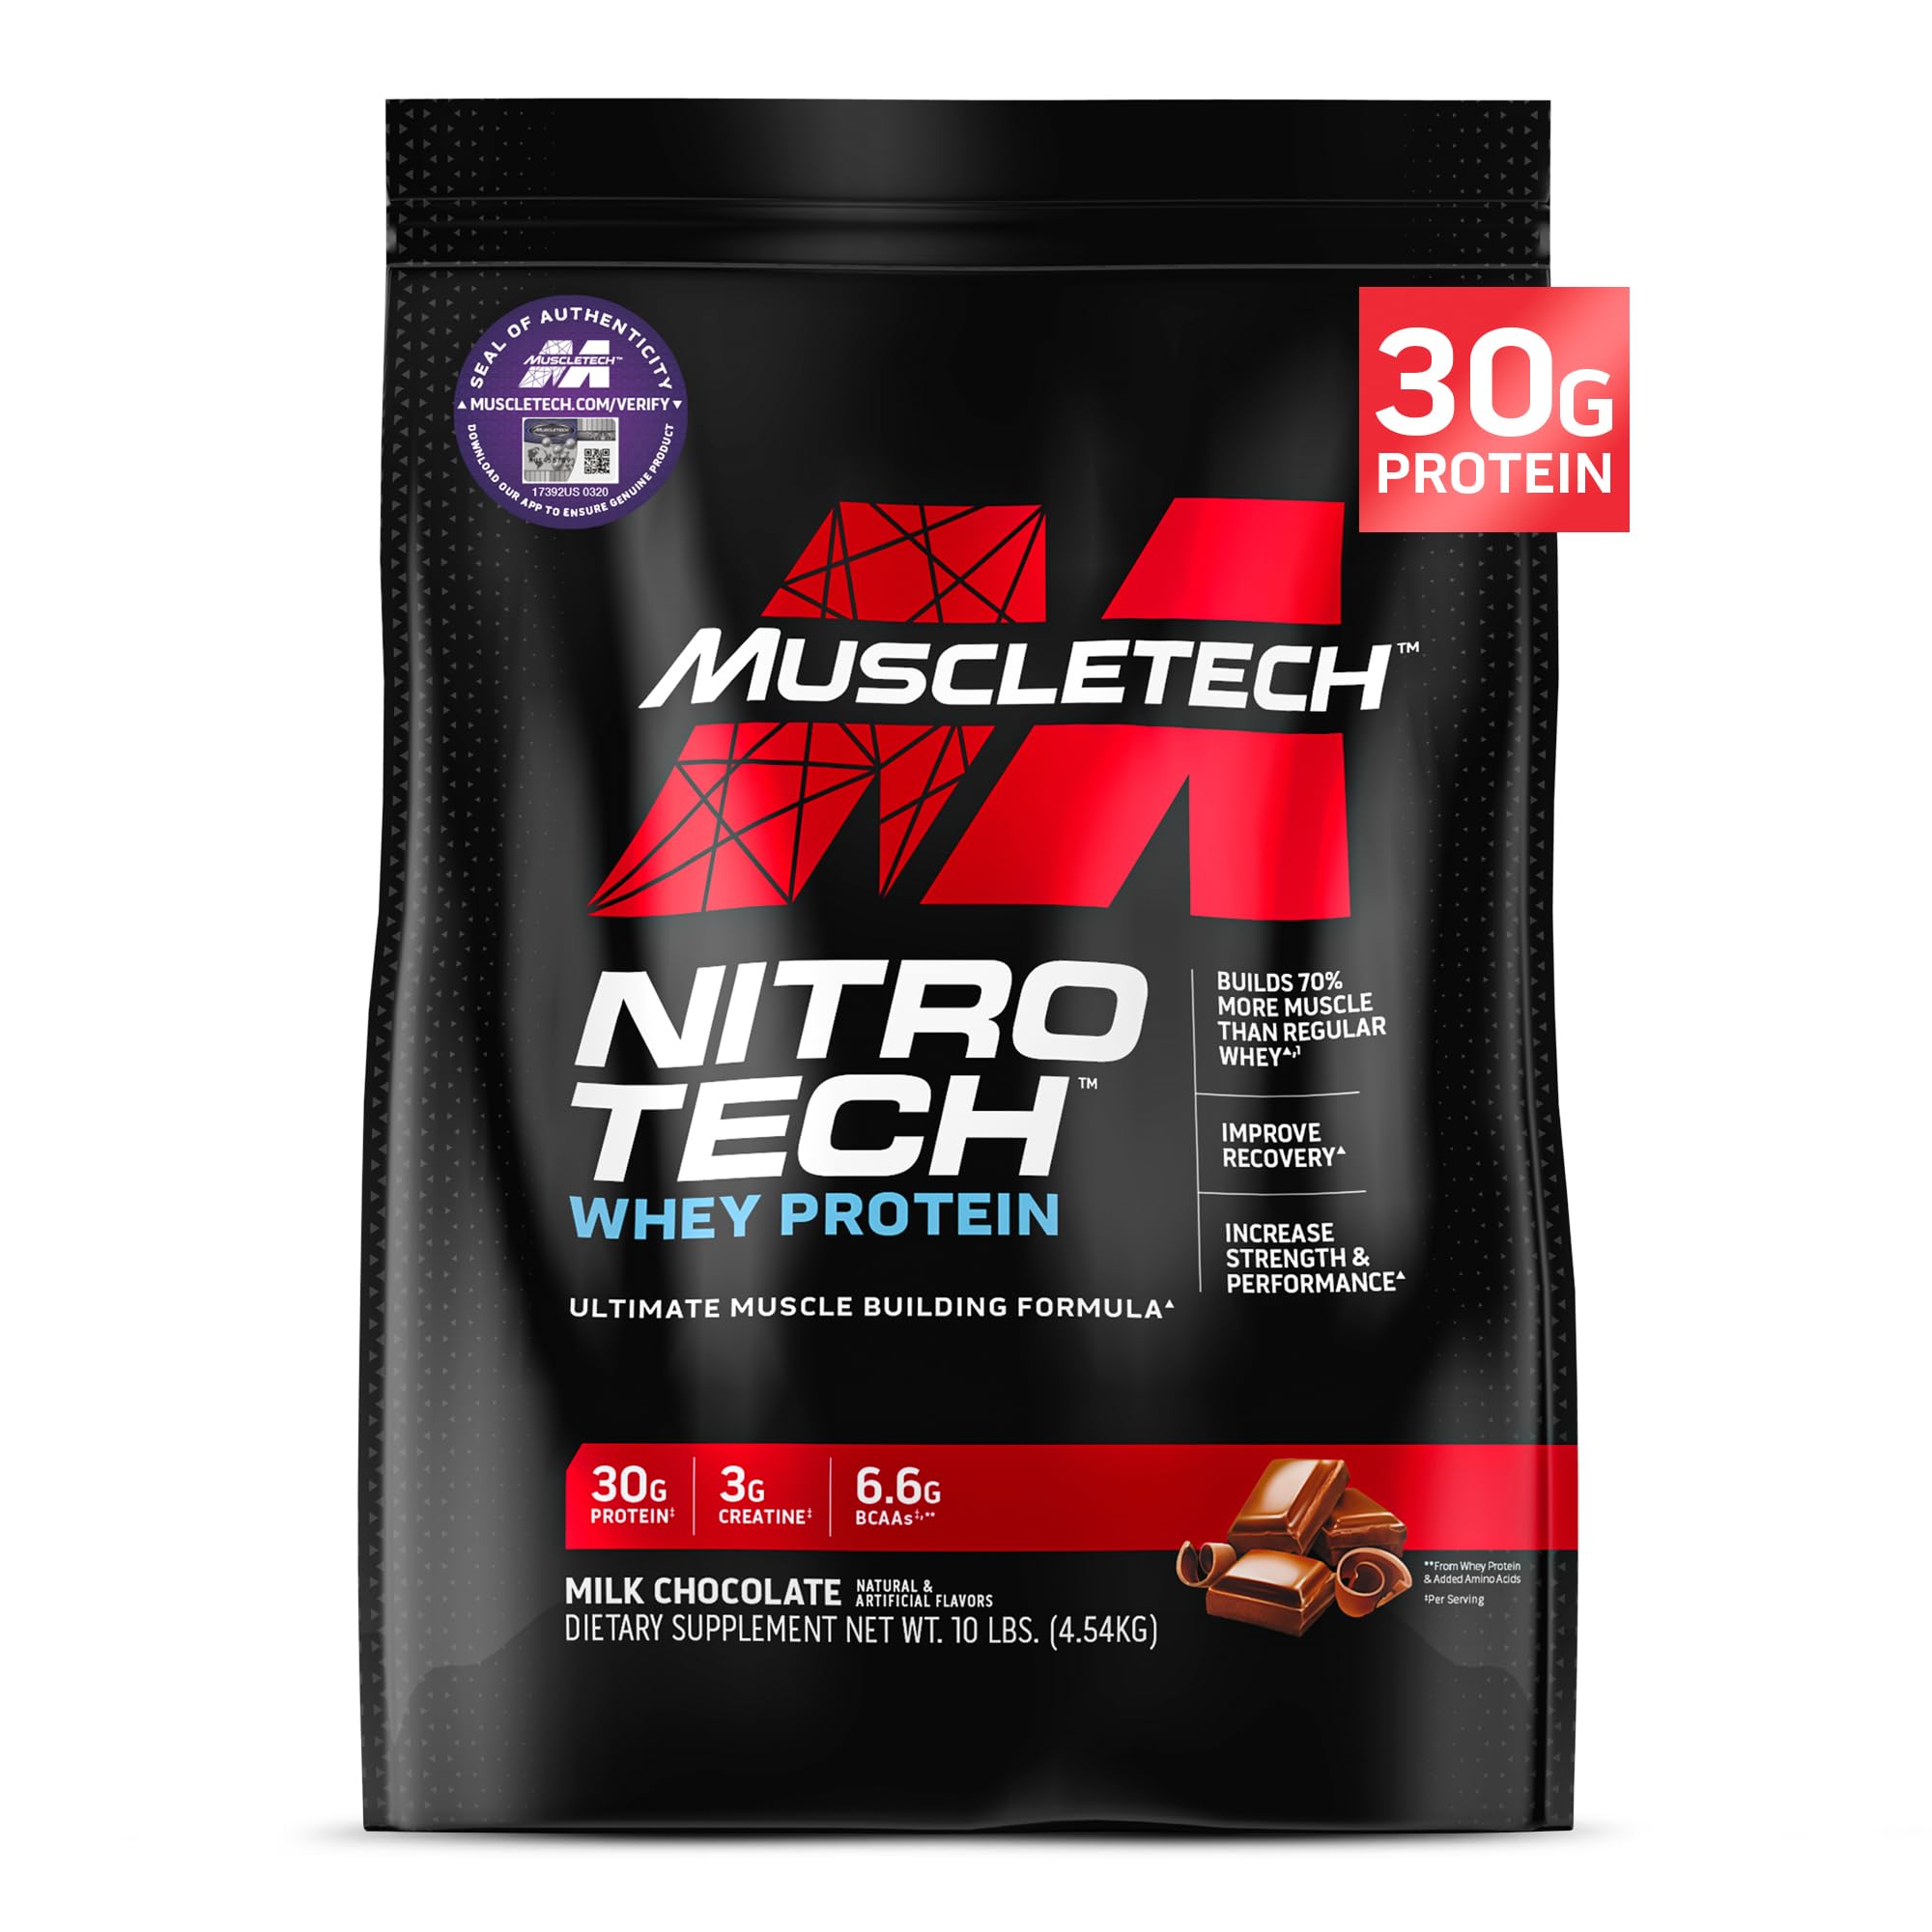 SEAL OF AUTHENTICITY
MUSCLETECH™
▲ MUSCLETECH.COM/VERIFY ▼
MUSCLETECH
17392US 0320
DOWNLOAD OUR APP TO ENSURE GENUINE PRODUCT
30G
PROTEIN
MUSCLETECH™
NITRO
TECH™
WHEY PROTEIN
ULTIMATE MUSCLE BUILDING FORMULA▲
BUILDS 70%
MORE MUSCLE
THAN REGULAR
WHEY▲,1
IMPROVE
RECOVERY▲
INCREASE
STRENGTH &
PERFORMANCE▲
30G
PROTEIN‡
3G
CREATINE‡
6.6G
BCAAs‡,**
MILK CHOCOLATE
NATURAL &
ARTIFICIAL FLAVORS
DIETARY SUPPLEMENT NET WT. 10 LBS. (4.54KG)
**From Whey Protein
& Added Amino Acids
‡Per Serving